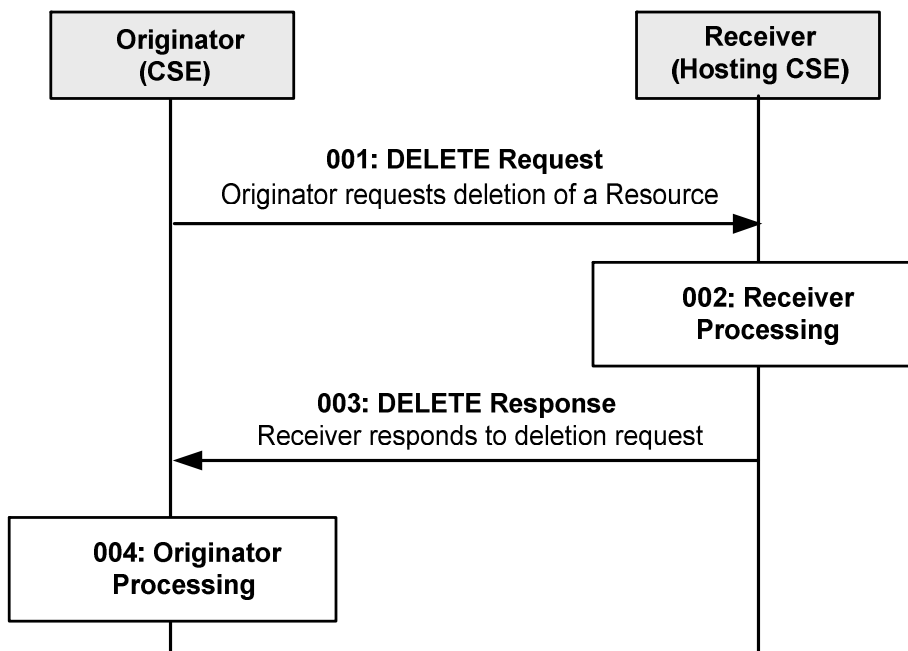 Originator
(CSE)
Receiver
(Hosting CSE)
001: DELETE Request
Originator requests deletion of a Resource
002: Receiver
Processing
003: DELETE Response
Receiver responds to deletion request
004: Originator
Processing